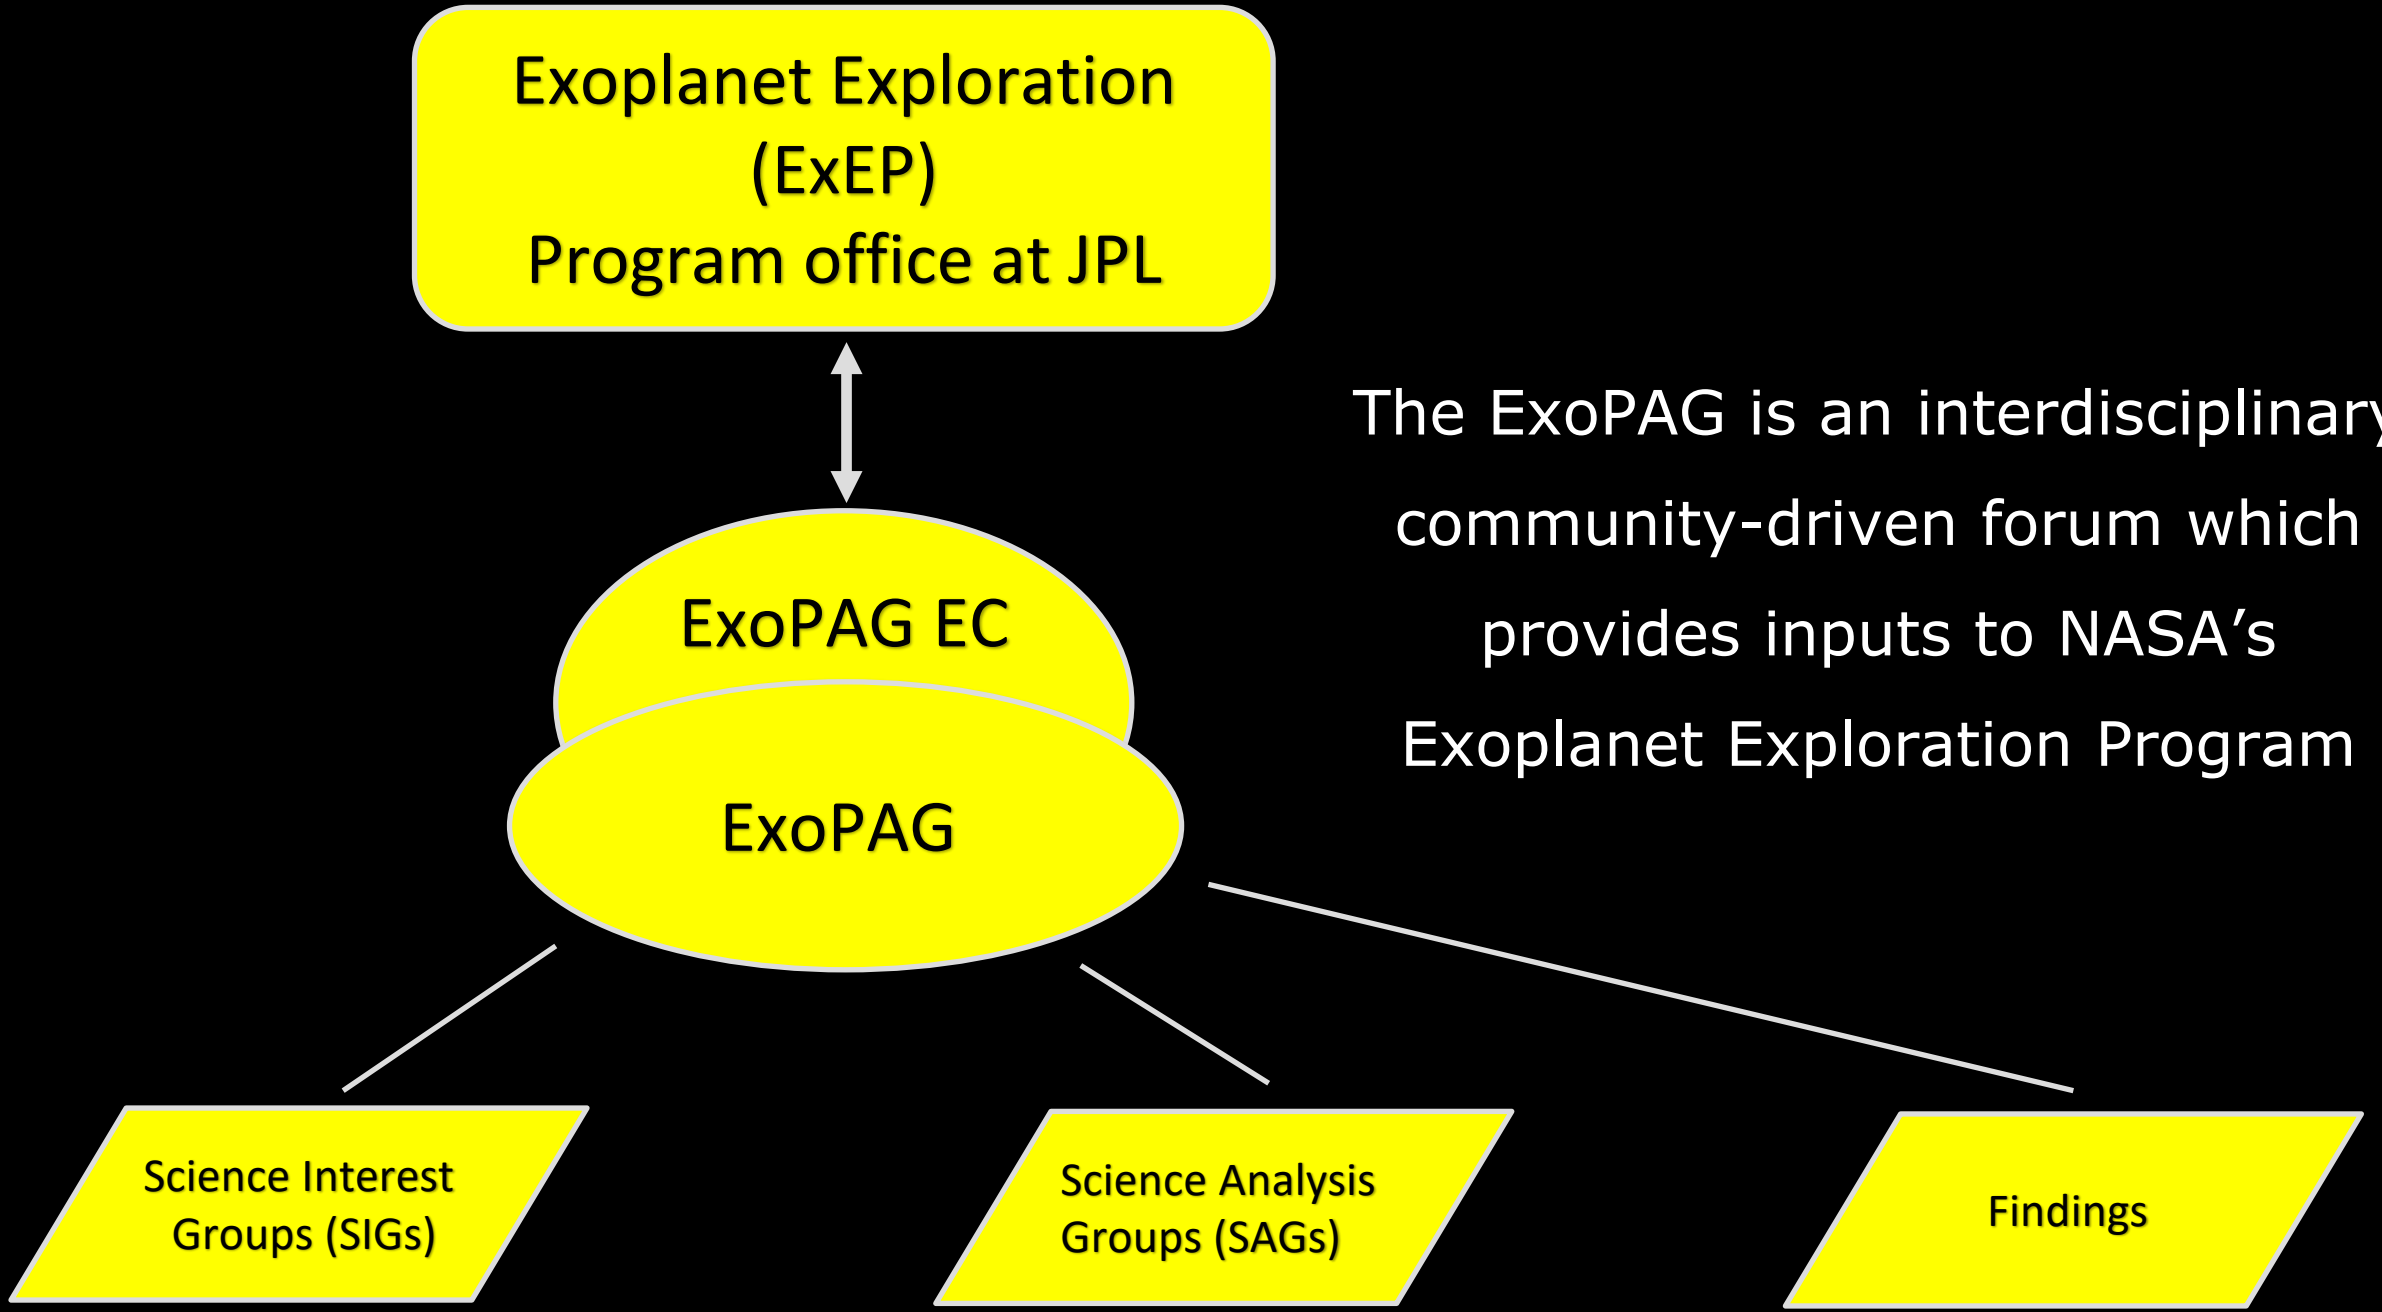 Exoplanet Exploration
(ExEP)
Program office at JPL
The ExoPAG is an interdisciplinary
community-driven forum which
provides inputs to NASA’s
Exoplanet Exploration Program
ExoPAG EC
ExoPAG
Science Interest
Groups (SIGs)
Science Analysis
Groups (SAGs)
Findings